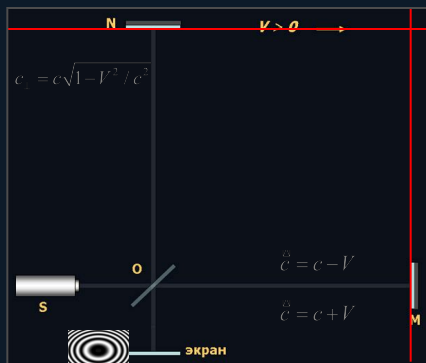 N
V > 0
c⊥ = c√1−V²/c²
O
c = c − V
S
c = c + V
M
экран